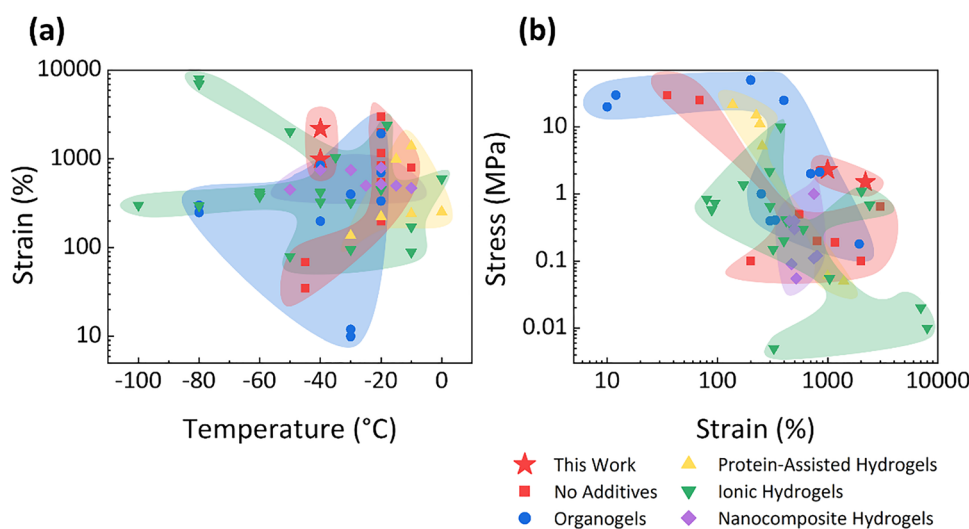 (a)
10000
1000
100
10
Strain (%)
-100 -80 -60 -40 -20 0
Temperature (°C)
(b)
10
1
0.1
0.01
Stress (MPa)
10 100 1000 10000
Strain (%)
This Work
No Additives
Organogels
Protein-Assisted Hydrogels
Ionic Hydrogels
Nanocomposite Hydrogels